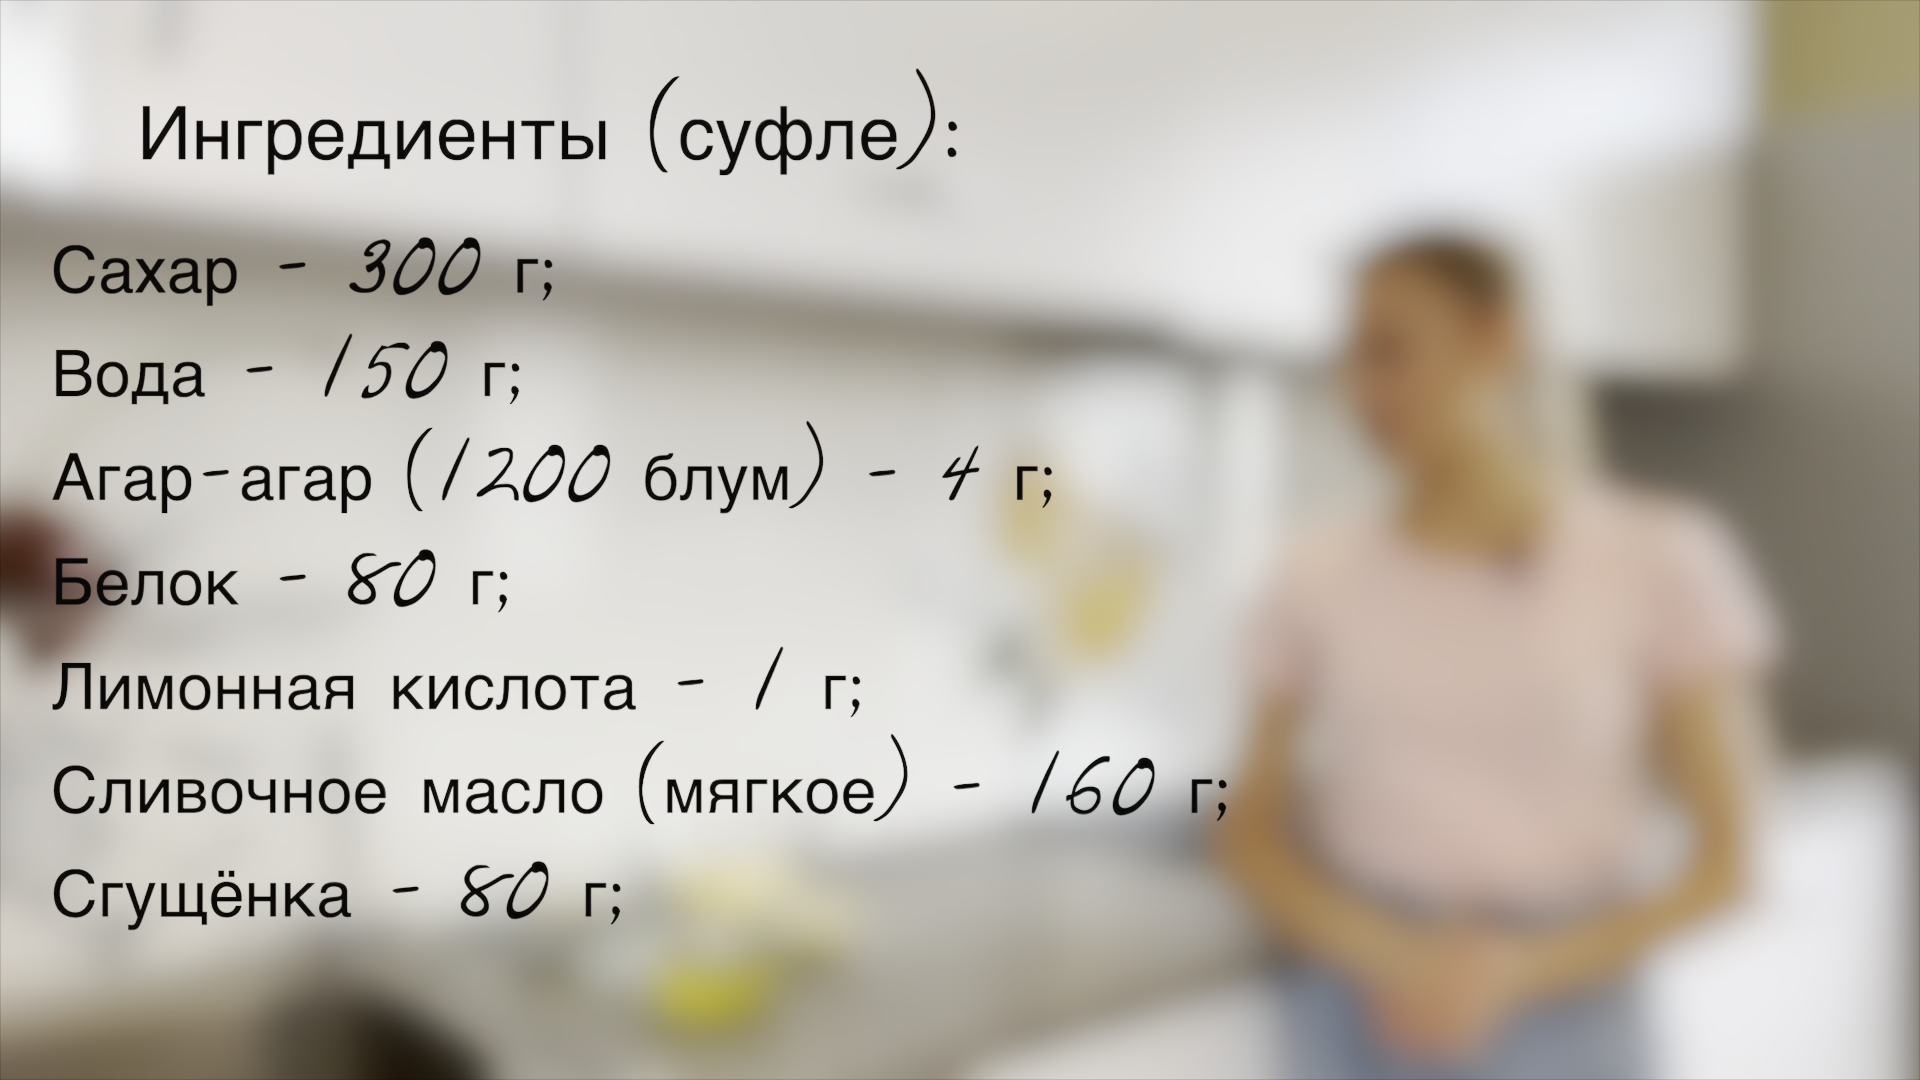 Ингредиенты (суфле):
Сахар - 300 г;
Вода - 150 г;
Агар-агар (1200 блум) - 4 г;
Белок - 80 г;
Лимонная кислота - 1 г;
Сливочное масло (мягкое) - 160 г;
Сгущёнка - 80 г;